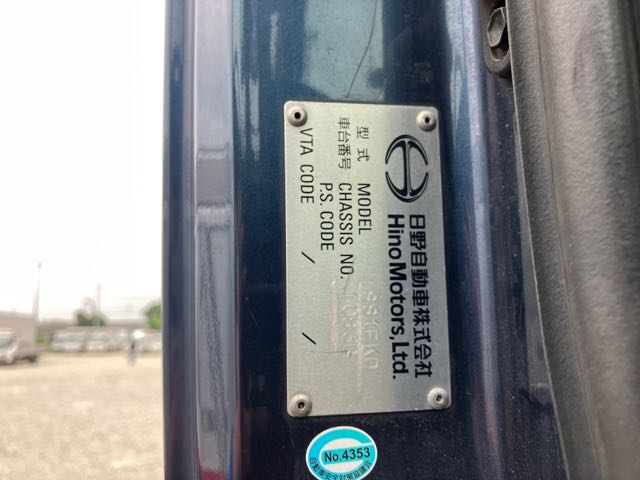 日野自動車株式会社
Hino Motors, Ltd.
型式 MODEL
車台番号 CHASSIS NO.
P.S. CODE
VTA CODE / /
No.4353